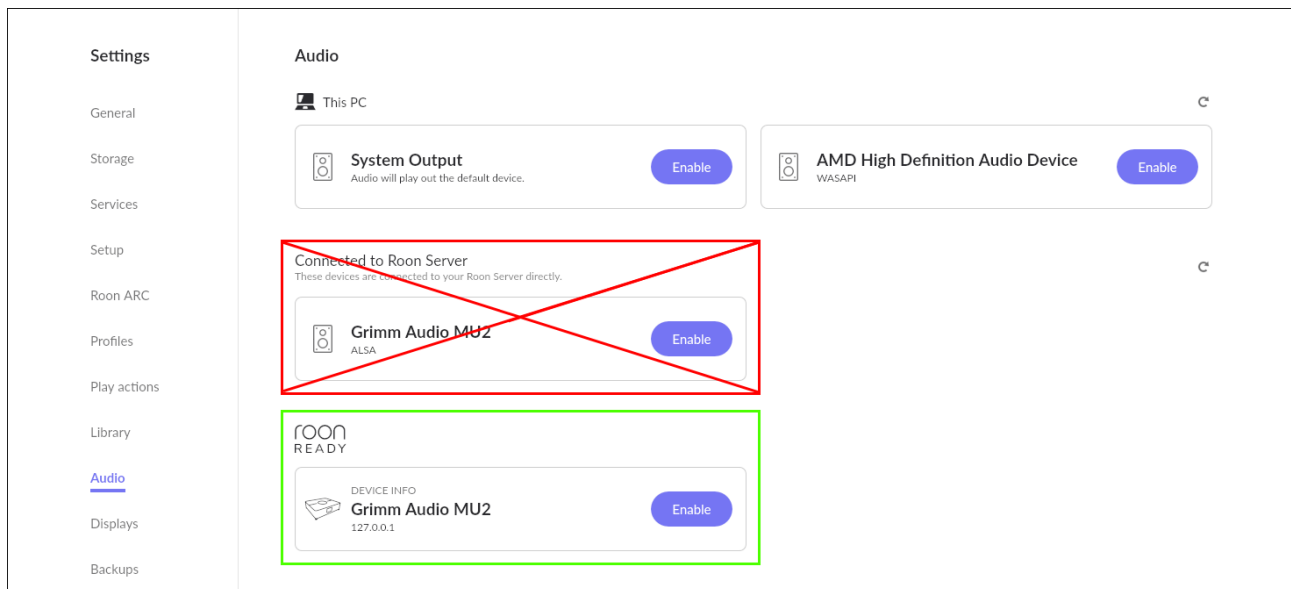 Settings
General
Storage
Services
Setup
Roon ARC
Profiles
Play actions
Library
Audio
Displays
Backups
Audio
This PC
System Output
Audio will play out the default device.
Enable
AMD High Definition Audio Device
WASAPI
Enable
Connected to Roon Server
These devices are connected to your Roon Server directly.
Grimm Audio MU2
ALSA
Enable
roon
READY
DEVICE INFO
Grimm Audio MU2
127.0.0.1
Enable